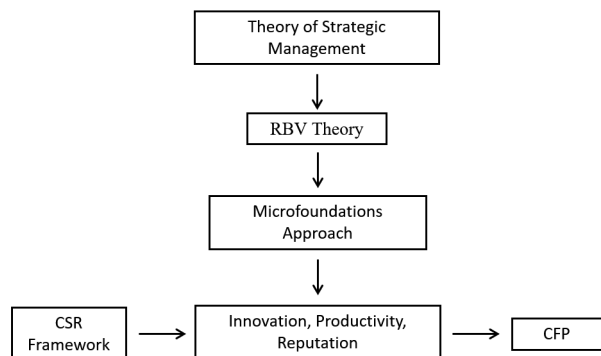 Theory of Strategic
Management
RBV Theory
Microfoundations
Approach
CSR
Framework
Innovation, Productivity,
Reputation
CFP